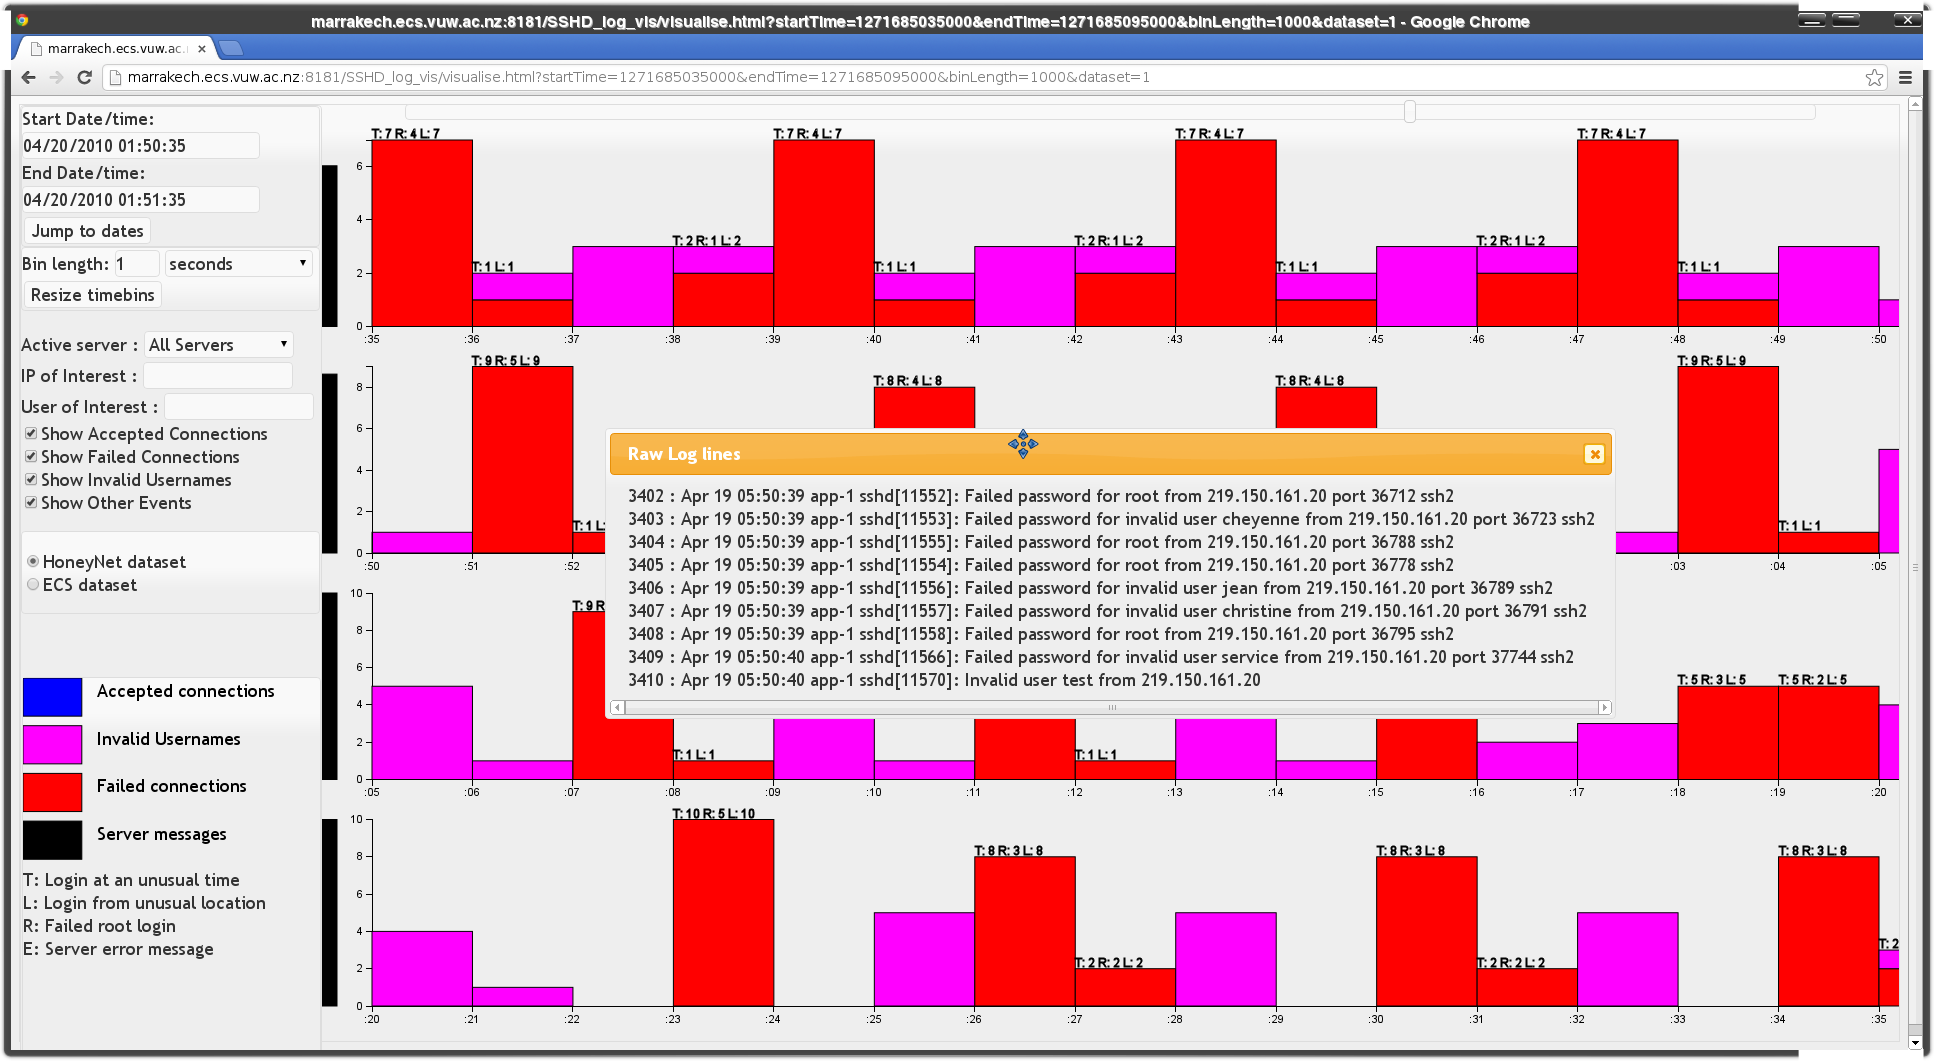 marrakech.ecs.vuw.ac.nz:8181/SSHD_log_vis/visualise.html?startTime=1271685035000&endTime=1271685095000&binLength=1000&dataset=1 - Google Chrome
marrakech.ecs.vuw.ac.
marrakech.ecs.vuw.ac.nz:8181/SSHD_log_vis/visualise.html?startTime=1271685035000&endTime=1271685095000&binLength=1000&dataset=1
Start Date/time:
04/20/2010 01:50:35
End Date/time:
04/20/2010 01:51:35
Jump to dates
Bin length: 1 seconds
Resize timebins
Active server : All Servers
IP of Interest :
User of Interest :
Show Accepted Connections
Show Failed Connections
Show Invalid Usernames
Show Other Events
HoneyNet dataset
ECS dataset
Accepted connections
Invalid Usernames
Failed connections
Server messages
T: Login at an unusual time
L: Login from unusual location
R: Failed root login
E: Server error message
T:7 R:4 L:7 T:7 R:4 L:7 T:7 R:4 L:7 T:7 R:4 L:7
6
4
T:2 R:1 L:2 T:2 R:1 L:2 T:2 R:1 L:2
2 T:1 L:1 T:1 L:1 T:1 L:1 T:1 L:1
0
:35 :36 :37 :38 :39 :40 :41 :42 :43 :44 :45 :46 :47 :48 :49 :50
T:9 R:5 L:9 T:9 R:5 L:9
8 T:8 R:4 L:8 T:8 R:4 L:8
6
4
2
T:1 L: T:1 L:1
0
:50 :51 :52 :03 :04 :05
Raw Log lines
3402 : Apr 19 05:50:39 app-1 sshd[11552]: Failed password for root from 219.150.161.20 port 36712 ssh2
3403 : Apr 19 05:50:39 app-1 sshd[11553]: Failed password for invalid user cheyenne from 219.150.161.20 port 36723 ssh2
3404 : Apr 19 05:50:39 app-1 sshd[11555]: Failed password for root from 219.150.161.20 port 36788 ssh2
3405 : Apr 19 05:50:39 app-1 sshd[11554]: Failed password for root from 219.150.161.20 port 36778 ssh2
3406 : Apr 19 05:50:39 app-1 sshd[11556]: Failed password for invalid user jean from 219.150.161.20 port 36789 ssh2
3407 : Apr 19 05:50:39 app-1 sshd[11557]: Failed password for invalid user christine from 219.150.161.20 port 36791 ssh2
3408 : Apr 19 05:50:39 app-1 sshd[11558]: Failed password for root from 219.150.161.20 port 36795 ssh2
3409 : Apr 19 05:50:40 app-1 sshd[11566]: Failed password for invalid user service from 219.150.161.20 port 37744 ssh2
3410 : Apr 19 05:50:40 app-1 sshd[11570]: Invalid user test from 219.150.161.20
10
T:9 R
8
6
T:5 R:3 L:5 T:5 R:2 L:5
4
2
T:1 L:1 T:1 L:1
0
:05 :06 :07 :08 :09 :10 :11 :12 :13 :14 :15 :16 :17 :18 :19 :20
10 T:10 R:5 L:10
8 T:8 R:3 L:8 T:8 R:3 L:8 T:8 R:3 L:8
6
4
T:2
2 T:2 R:2 L:2 T:2 R:2 L:2
0
:20 :21 :22 :23 :24 :25 :26 :27 :28 :29 :30 :31 :32 :33 :34 :35